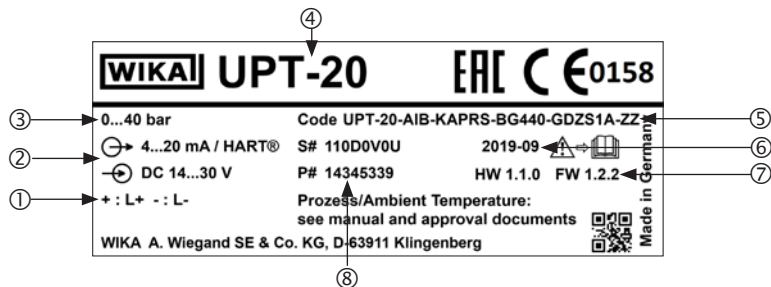 ④
WIKAI UPT-20 EAC CE0158
③ 0...40 bar Code UPT-20-AIB-KAPRS-BG440-GDZS1A-ZZ ⑤
② 4...20 mA / HART® S# 110D0V0U 2019-09 ⑥
DC 14...30 V P# 14345339 HW 1.1.0 FW 1.2.2 ⑦
① + : L+ - : L- Prozess/Ambient Temperature:
see manual and approval documents
WIKA A. Wiegand SE & Co. KG, D-63911 Klingenberg
Made in Germany
⑧